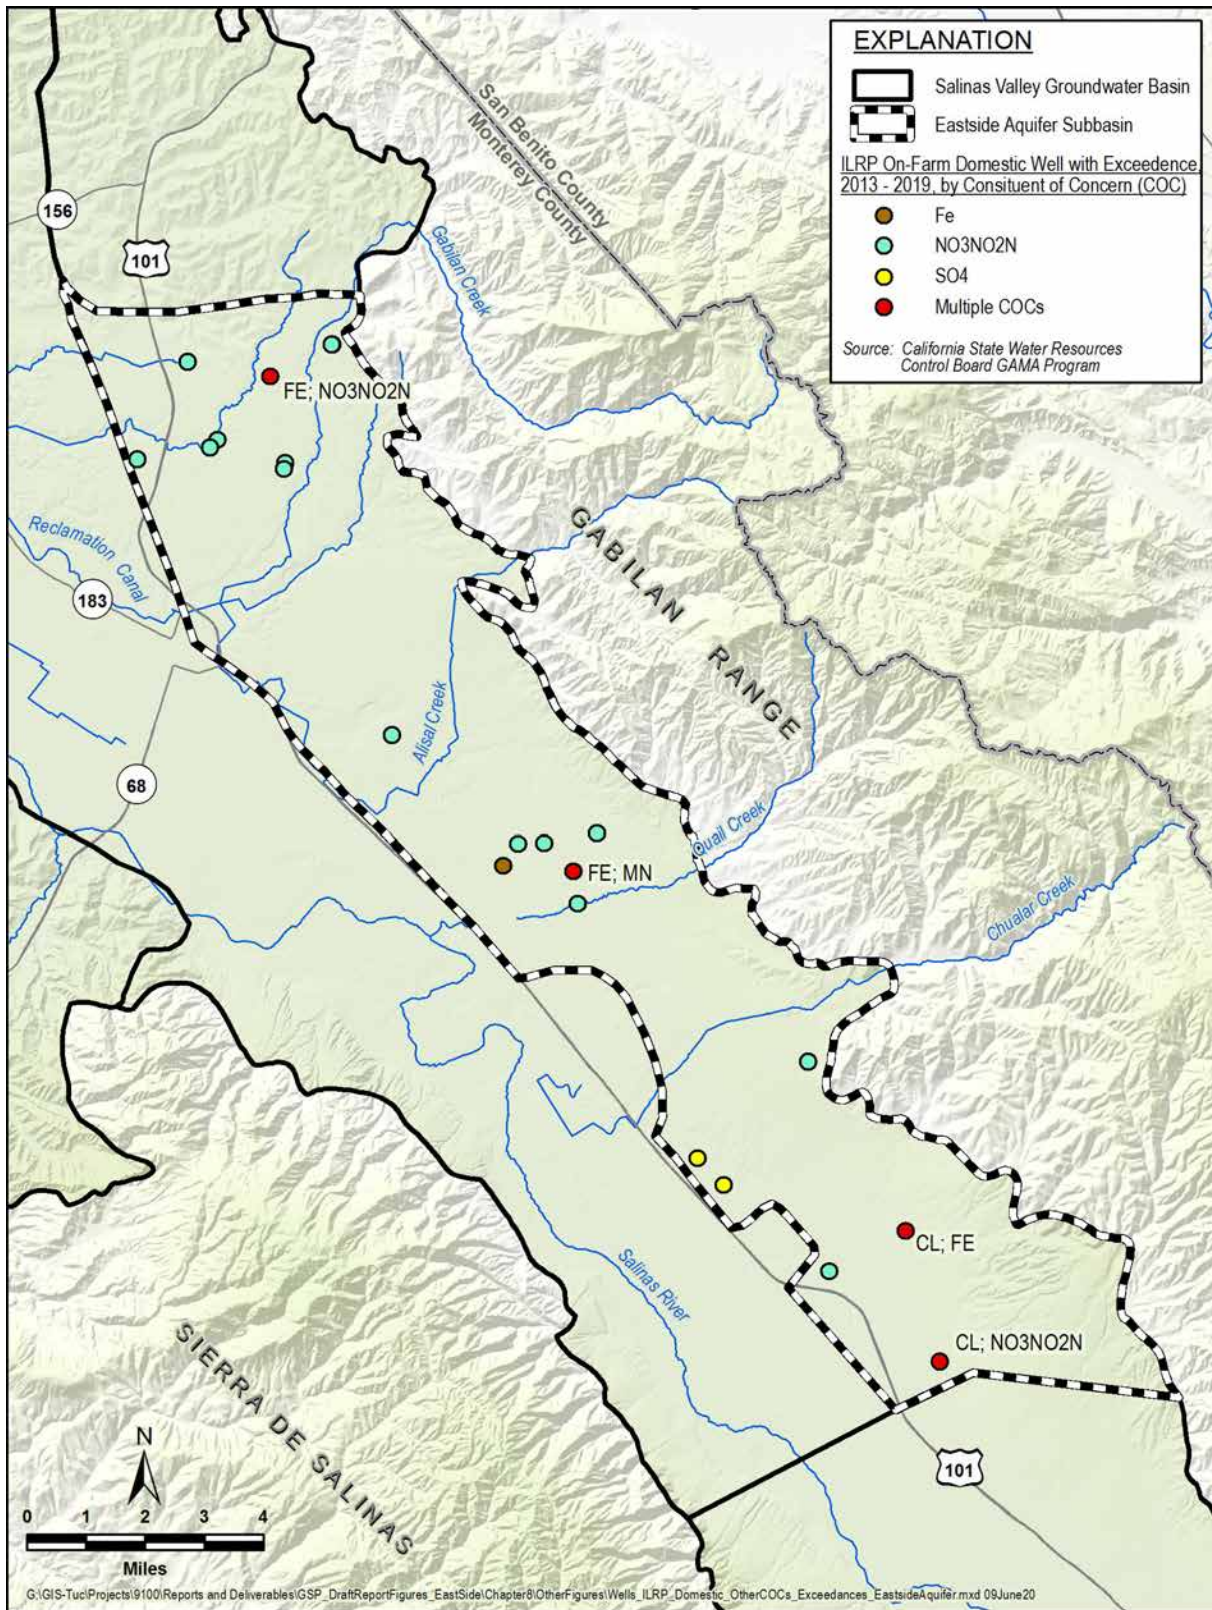 EXPLANATION
Salinas Valley Groundwater Basin
Eastside Aquifer Subbasin
ILRP On-Farm Domestic Well with Exceedence,
2013 - 2019, by Consituent of Concern (COC)
Fe
NO3NO2N
SO4
Multiple COCs
Source: California State Water Resources
Control Board GAMA Program
San Benito County
Monterey County
156
101
Gabilan Creek
FE; NO3NO2N
Reclamation Canal
183
GABILAN RANGE
Alisal Creek
68
Quail Creek
FE; MN
Chualar Creek
CL; FE
Salinas River
CL; NO3NO2N
SIERRA DE SALINAS
101
N
0 1 2 3 4
Miles
G:\GIS-Tuc\Projects\9100\Reports and Deliverables\GSP_DraftReportFigures_EastSide\Chapter8\OtherFigures\Wells_ILRP_Domestic_OtherCOCs_Exceedances_EastsideAquifer.mxd 09June20